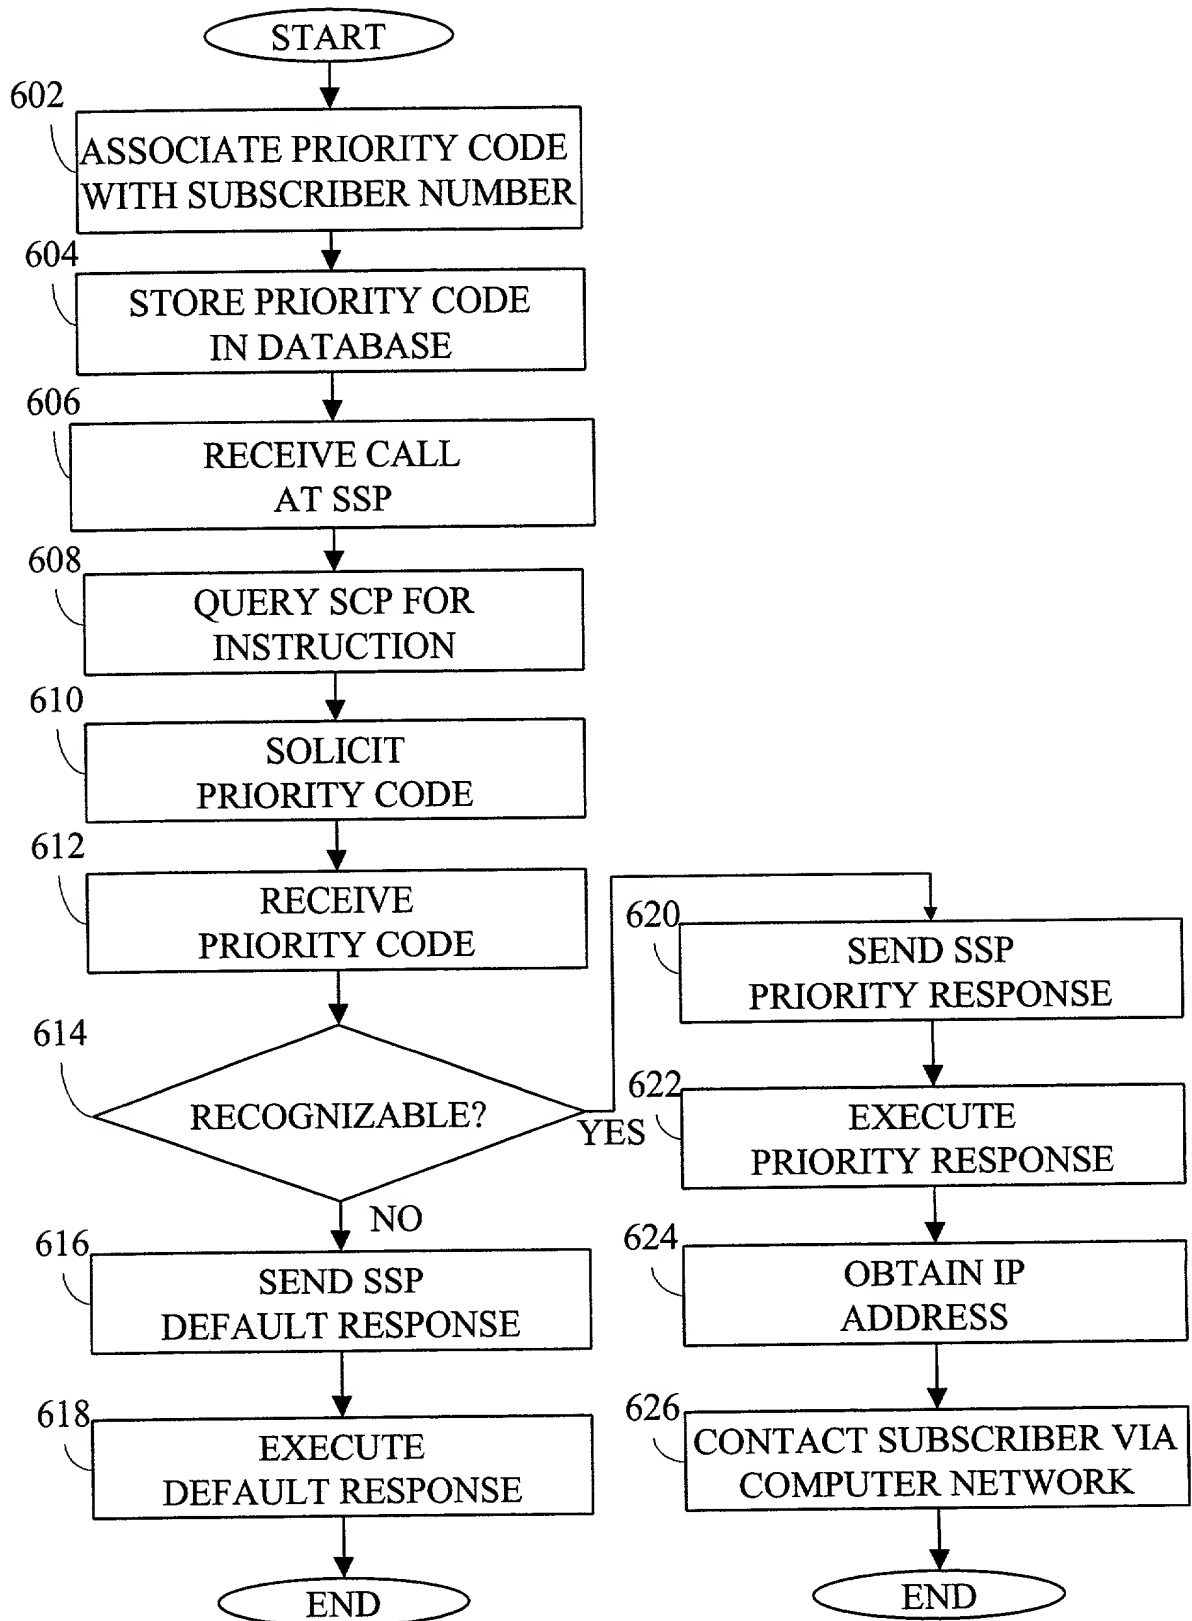 START
602
ASSOCIATE PRIORITY CODE
WITH SUBSCRIBER NUMBER
604
STORE PRIORITY CODE
IN DATABASE
606
RECEIVE CALL
AT SSP
608
QUERY SCP FOR
INSTRUCTION
610
SOLICIT
PRIORITY CODE
612
RECEIVE
PRIORITY CODE
614
RECOGNIZABLE?
YES
NO
616
SEND SSP
DEFAULT RESPONSE
618
EXECUTE
DEFAULT RESPONSE
END
620
SEND SSP
PRIORITY RESPONSE
622
EXECUTE
PRIORITY RESPONSE
624
OBTAIN IP
ADDRESS
626
CONTACT SUBSCRIBER VIA
COMPUTER NETWORK
END